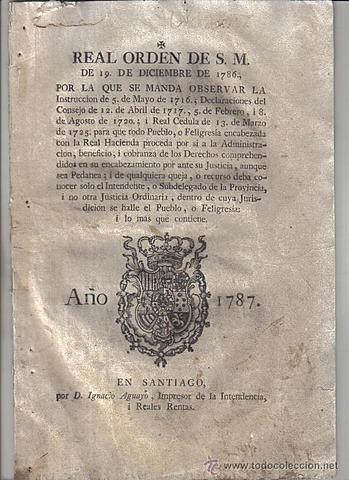 REAL ORDEN DE S. M.
DE 19. DE DICIEMBRE DE 1786.,
POR LA QUE SE MANDA OBSERVAR LA
Instruccion de 5. de Mayo de 1716.; Declaraciones del
Consejo de 12. de Abril de 1717., 5. de Febrero, i 8.
de Agosto de 1720.; i Real Cedula de 13. de Marzo
de 1725. para que todo Pueblo, o Feligresia encabezada
con la Real Hacienda proceda por si a la Administra-
cion, beneficio, i cobranza de los Derechos comprehen-
didos en su encabezamiento por ante su Justicia, aunque
sea Pedanea; i de qualquiera queja, o recurso deba co-
nocer solo el Intendente, o Subdelegado de la Provincia,
i no otra Justicia Ordinaria, dentro de cuya Juris-
dicion se halle el Pueblo, o Feligresia:
i lo mas que contiene.
Año 1787.
EN SANTIAGO,
por D. Ignacio Aguayo, Impresor de la Intendencia,
i Reales Rentas.
todocoleccion
www.todocoleccion.net